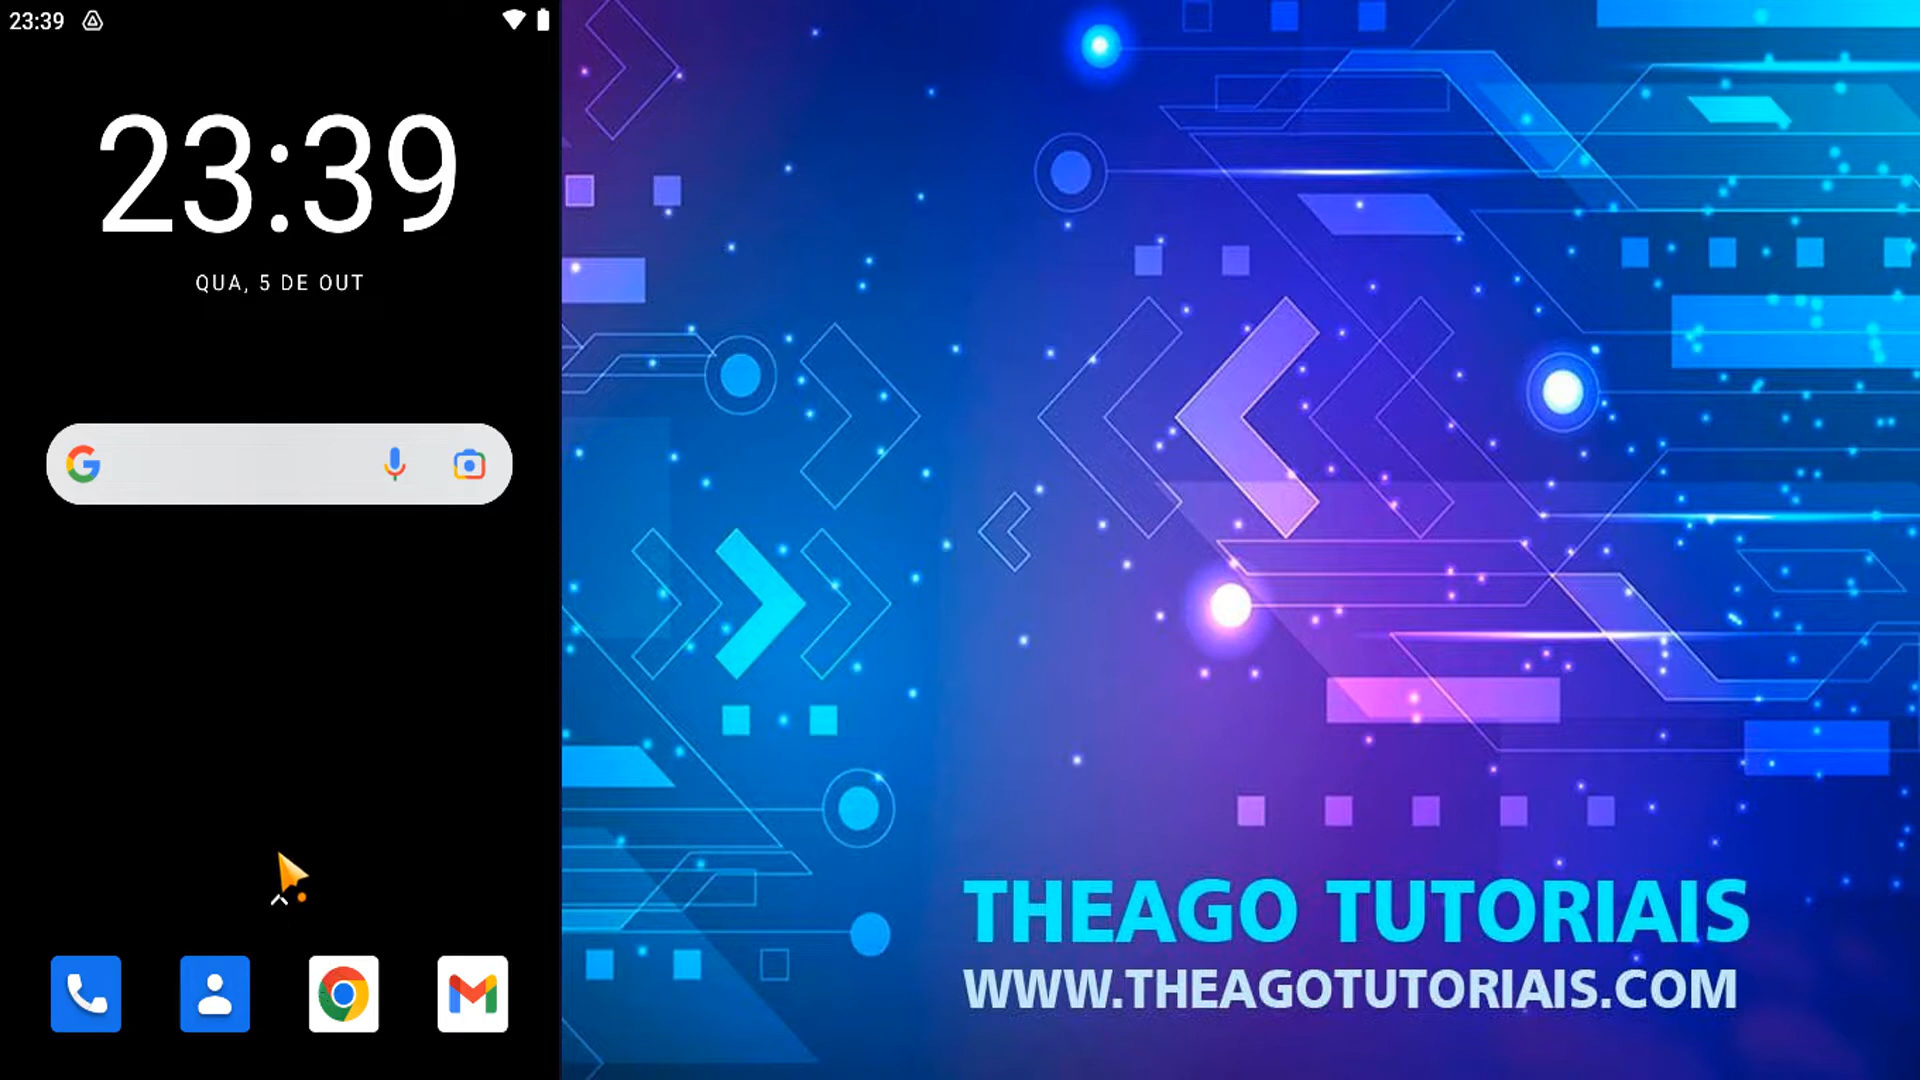 23:39
23:39
QUA, 5 DE OUT
THEAGO TUTORIAIS
WWW.THEAGOTUTORIAIS.COM